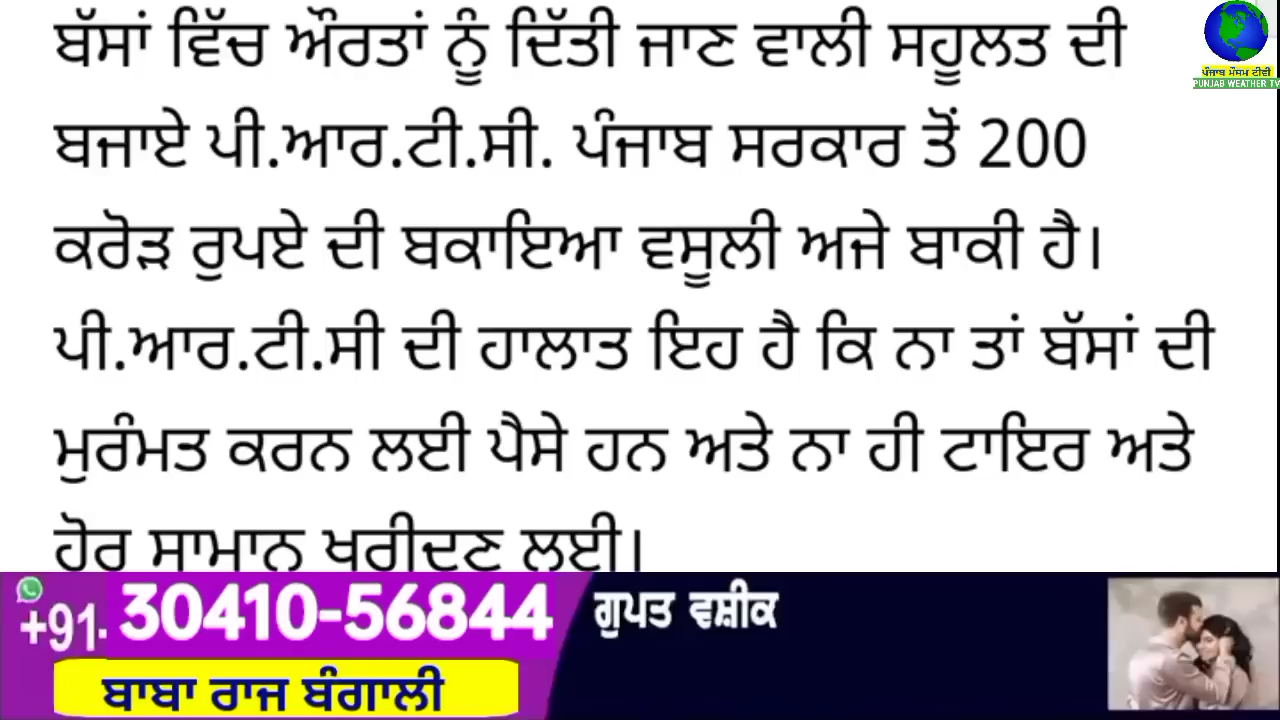 ਬੱਸਾਂ ਵਿੱਚ ਔਰਤਾਂ ਨੂੰ ਦਿੱਤੀ ਜਾਣ ਵਾਲੀ ਸਹੂਲਤ ਦੀ
ਬਜਾਏ ਪੀ.ਆਰ.ਟੀ.ਸੀ. ਪੰਜਾਬ ਸਰਕਾਰ ਤੋਂ 200
ਕਰੋੜ ਰੁਪਏ ਦੀ ਬਕਾਇਆ ਵਸੂਲੀ ਅਜੇ ਬਾਕੀ ਹੈ।
ਪੀ.ਆਰ.ਟੀ.ਸੀ ਦੀ ਹਾਲਾਤ ਇਹ ਹੈ ਕਿ ਨਾ ਤਾਂ ਬੱਸਾਂ ਦੀ
ਮੁਰੰਮਤ ਕਰਨ ਲਈ ਪੈਸੇ ਹਨ ਅਤੇ ਨਾ ਹੀ ਟਾਇਰ ਅਤੇ
ਹੋਰ ਸਾਮਾਨ ਖਰੀਦਣ ਲਈ।
ਪੰਜਾਬ ਮੌਸਮ ਟੀਵੀ
PUNJAB WEATHER TV
+91- 30410-56844
ਬਾਬਾ ਰਾਜ ਬੰਗਾਲੀ
ਗੁਪਤ ਵਸ਼ੀਕ